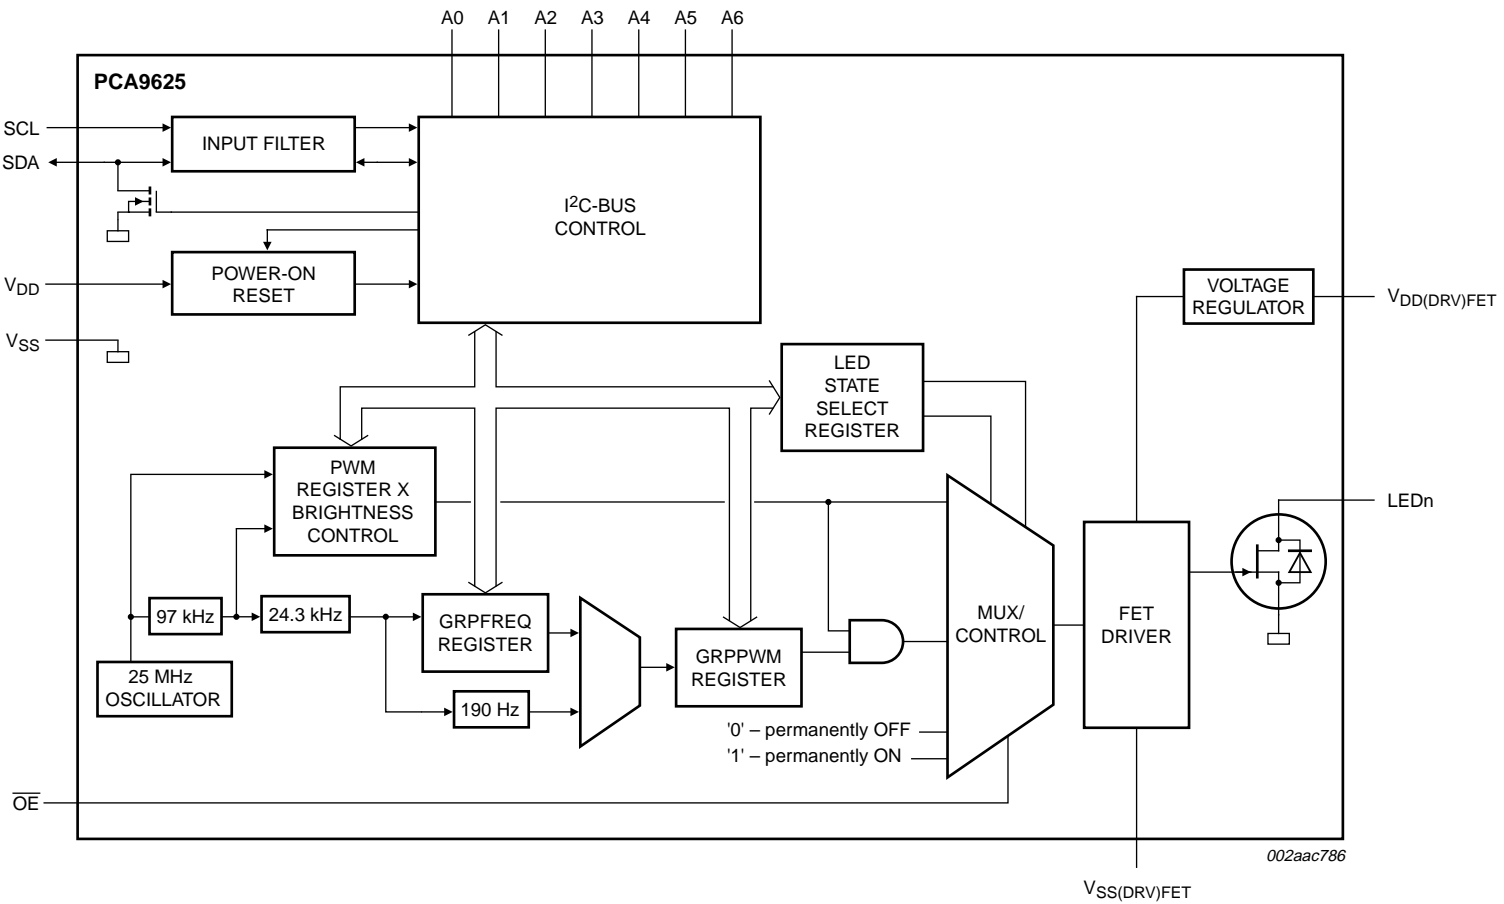 A0 A1 A2 A3 A4 A5 A6
PCA9625
SCL
SDA
INPUT FILTER
I2C-BUS
CONTROL
VDD
POWER-ON
RESET
VSS
VOLTAGE
REGULATOR
VDD(DRV)FET
LED
STATE
SELECT
REGISTER
PWM
REGISTER X
BRIGHTNESS
CONTROL
LEDn
97 kHz
24.3 kHz
GRPFREQ
REGISTER
MUX/
CONTROL
FET
DRIVER
25 MHz
OSCILLATOR
190 Hz
GRPPWM
REGISTER
'0' – permanently OFF
'1' – permanently ON
OE
002aac786
VSS(DRV)FET